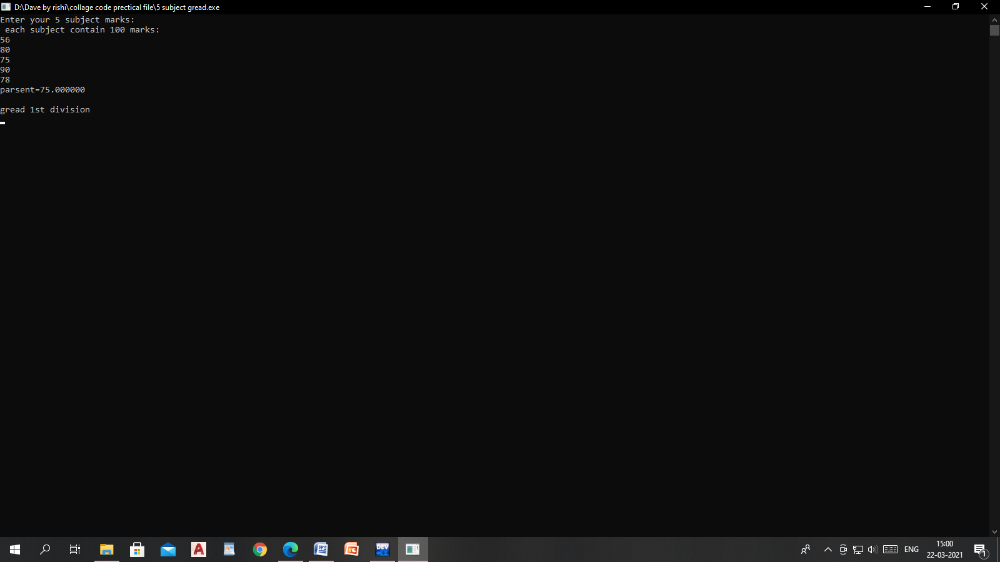 D:\Dave by rishi\collage code prectical file\5 subject gread.exe
Enter your 5 subject marks:
 each subject contain 100 marks:
56
80
75
90
78
parsent=75.000000
gread 1st division
DEV
ENG
15:00
22-03-2021
1